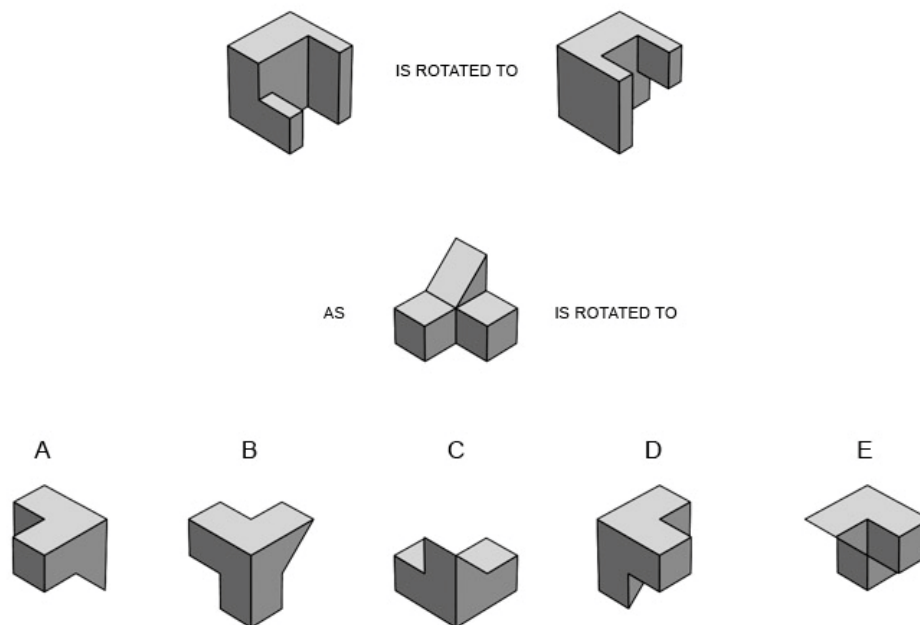 IS ROTATED TO
AS IS ROTATED TO
A B C D E